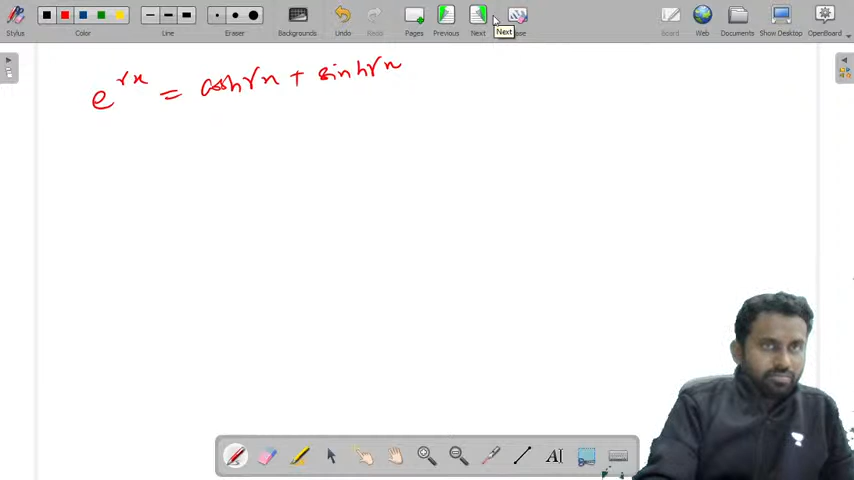 Stylus
Color
Line
Eraser
Backgrounds
Undo
Redo
Pages
Previous
Next
Board
Web
Documents
Show Desktop
OpenBoard
Next
e^{γx} = coshγx + sinhγx